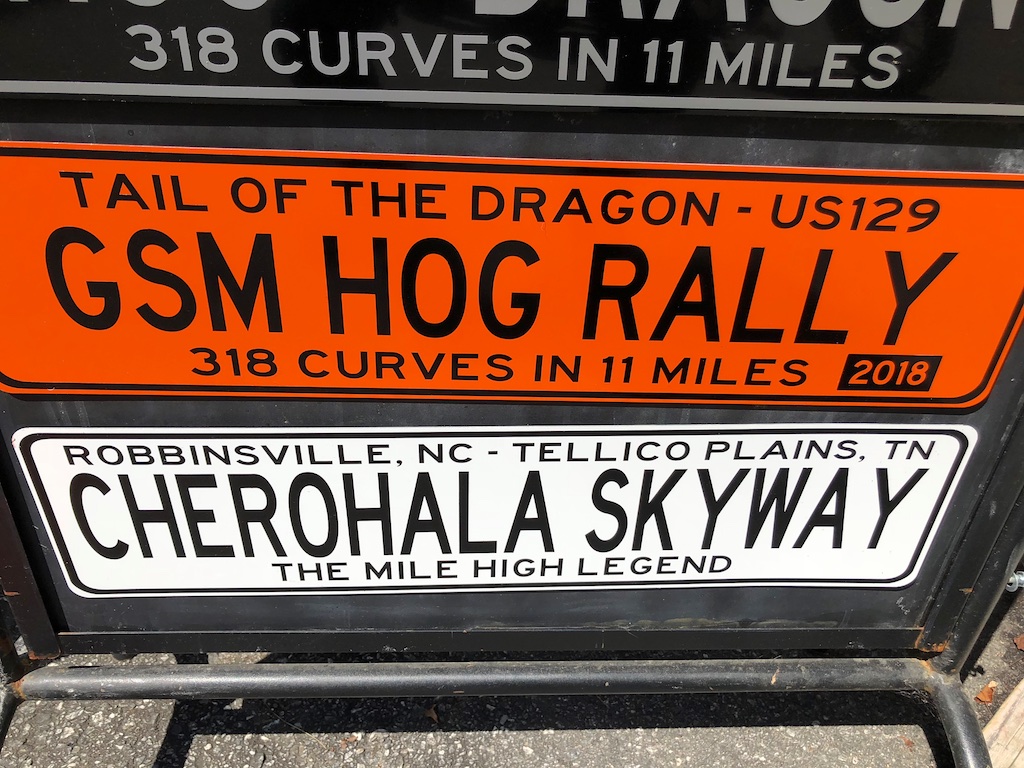 318 CURVES IN 11 MILES
TAIL OF THE DRAGON - US129
GSM HOG RALLY
318 CURVES IN 11 MILES 2018
ROBBINSVILLE, NC - TELLICO PLAINS, TN
CHEROHALA SKYWAY
THE MILE HIGH LEGEND